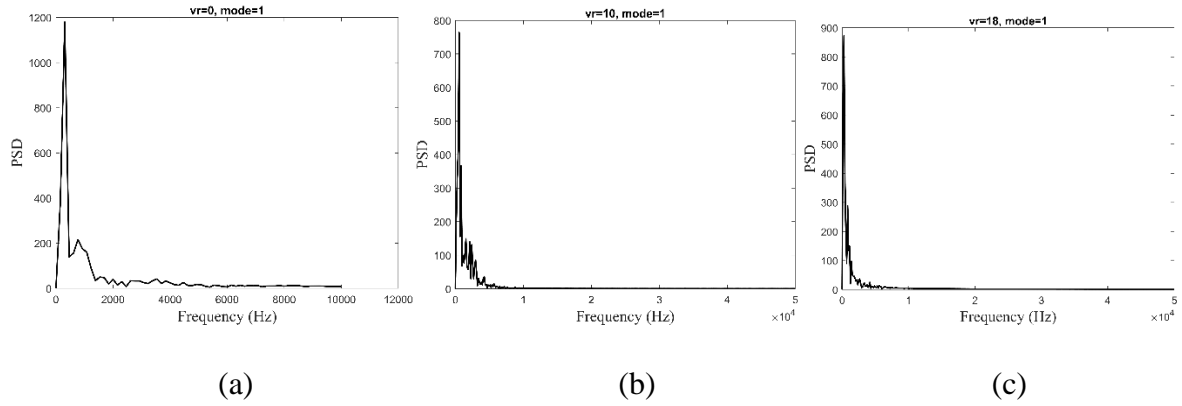 vr=0, mode=1
1200
1000
800
600
400
200
0
PSD
0 2000 4000 6000 8000 10000 12000
Frequency (Hz)
(a)
vr=10, mode=1
800
700
600
500
400
300
200
100
0
PSD
0 1 2 3 4 5
×10⁴
Frequency (Hz)
(b)
vr=18, mode=1
900
800
700
600
500
400
300
200
100
0
PSD
0 1 2 3 4 5
×10⁴
Frequency (Hz)
(c)